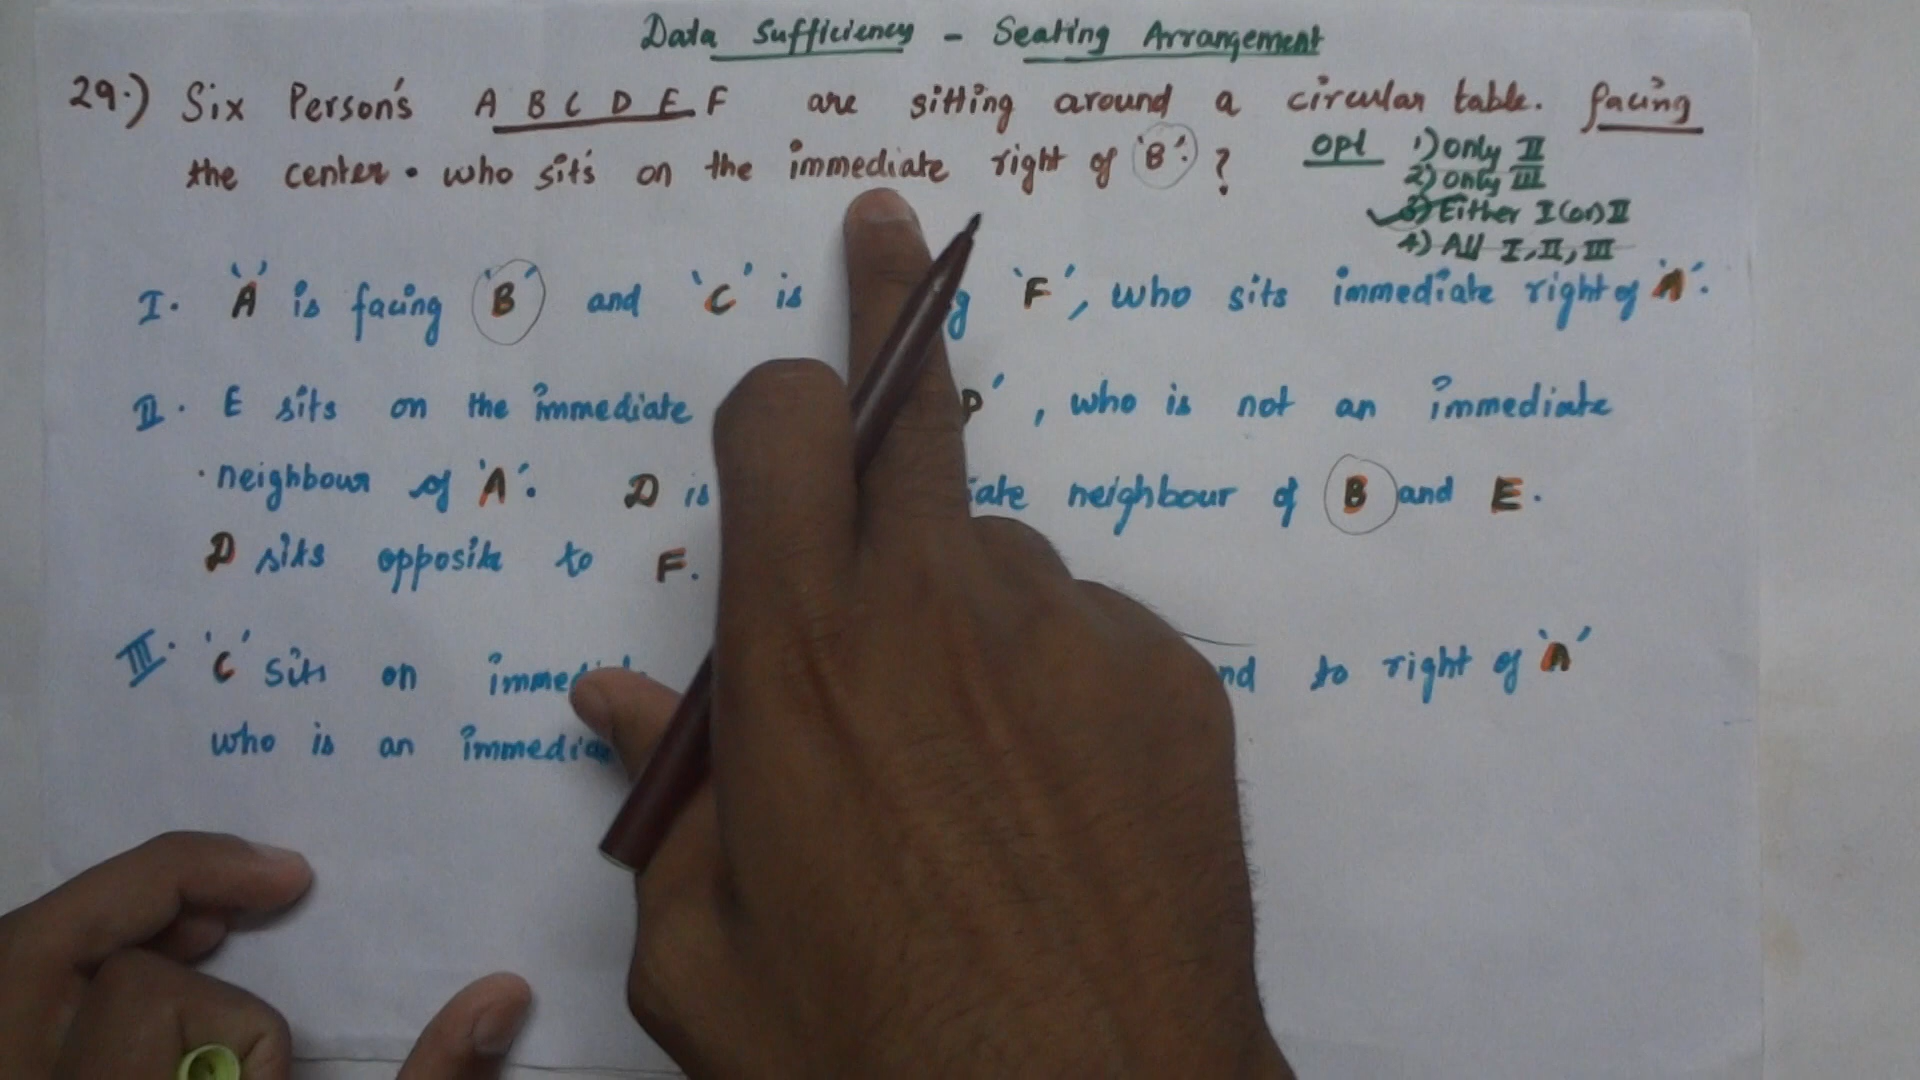 Data Sufficiency - Seating Arrangement
29.) Six Person's A B C D E F are sitting around a circular table. facing
the center. who sit's on the immediate right of 'B'. ?
Opt 1) Only II
2) Only III
3) Either I (or) II
4) All I, II, III
I. 'A' is facing 'B' and 'C' is 'F', who sits immediate right of 'A'.
II. E sits on the immediate , who is not an immediate
neighbour of 'A'. D is neighbour of B and E.
D sits opposite to F.
III. 'C' sits on to right of 'A'
who is an